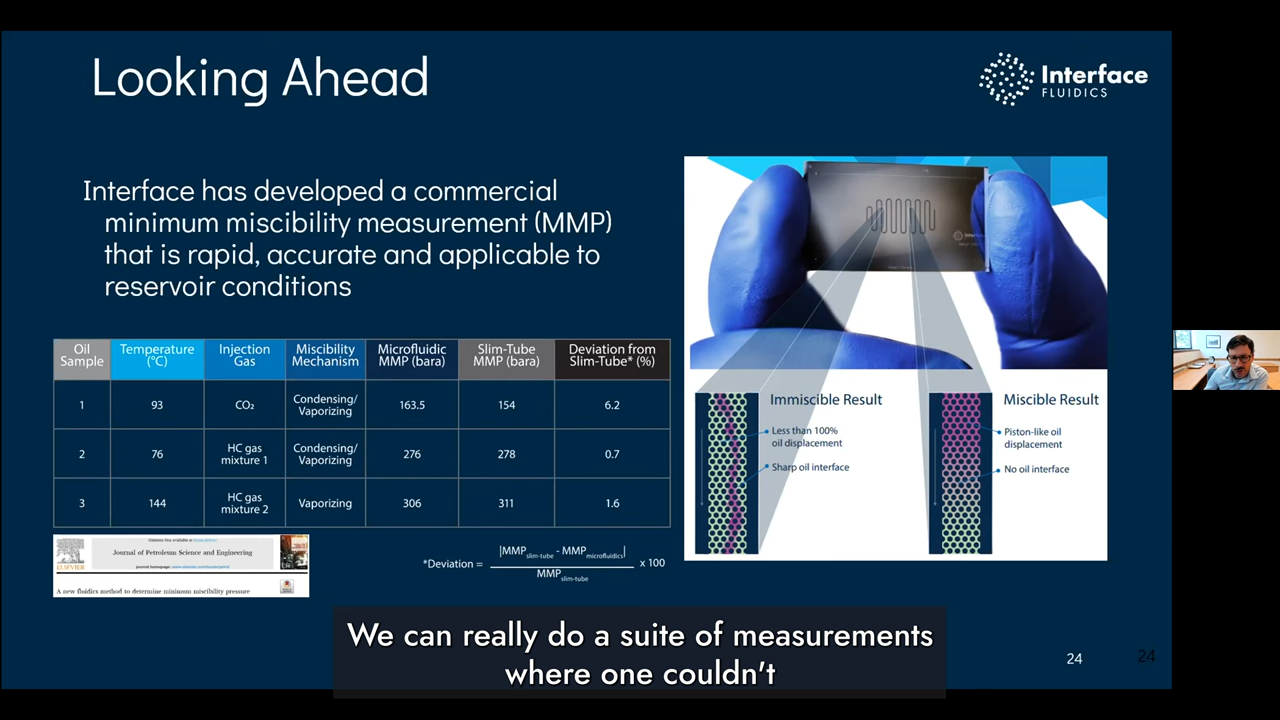 Looking Ahead
Interface
FLUIDICS
Interface has developed a commercial
minimum miscibility measurement (MMP)
that is rapid, accurate and applicable to
reservoir conditions
Oil Sample Temperature (°C) Injection Gas Miscibility Mechanism Microfluidic MMP (bara) Slim-Tube MMP (bara) Deviation from Slim-Tube* (%)
1 93 CO₂ Condensing/ Vaporizing 163.5 154 6.2
2 76 HC gas mixture 1 Condensing/ Vaporizing 276 278 0.7
3 144 HC gas mixture 2 Vaporizing 306 311 1.6
Immiscible Result
Less than 100%
oil displacement
Sharp oil interface
Miscible Result
Piston-like oil
displacement
No oil interface
ELSEVIER
Journal of Petroleum Science and Engineering
A new fluidics method to determine minimum miscibility pressure
*Deviation = |MMP slim-tube - MMP microfluidics| / MMP slim-tube x 100
We can really do a suite of measurements
where one couldn't
24
24